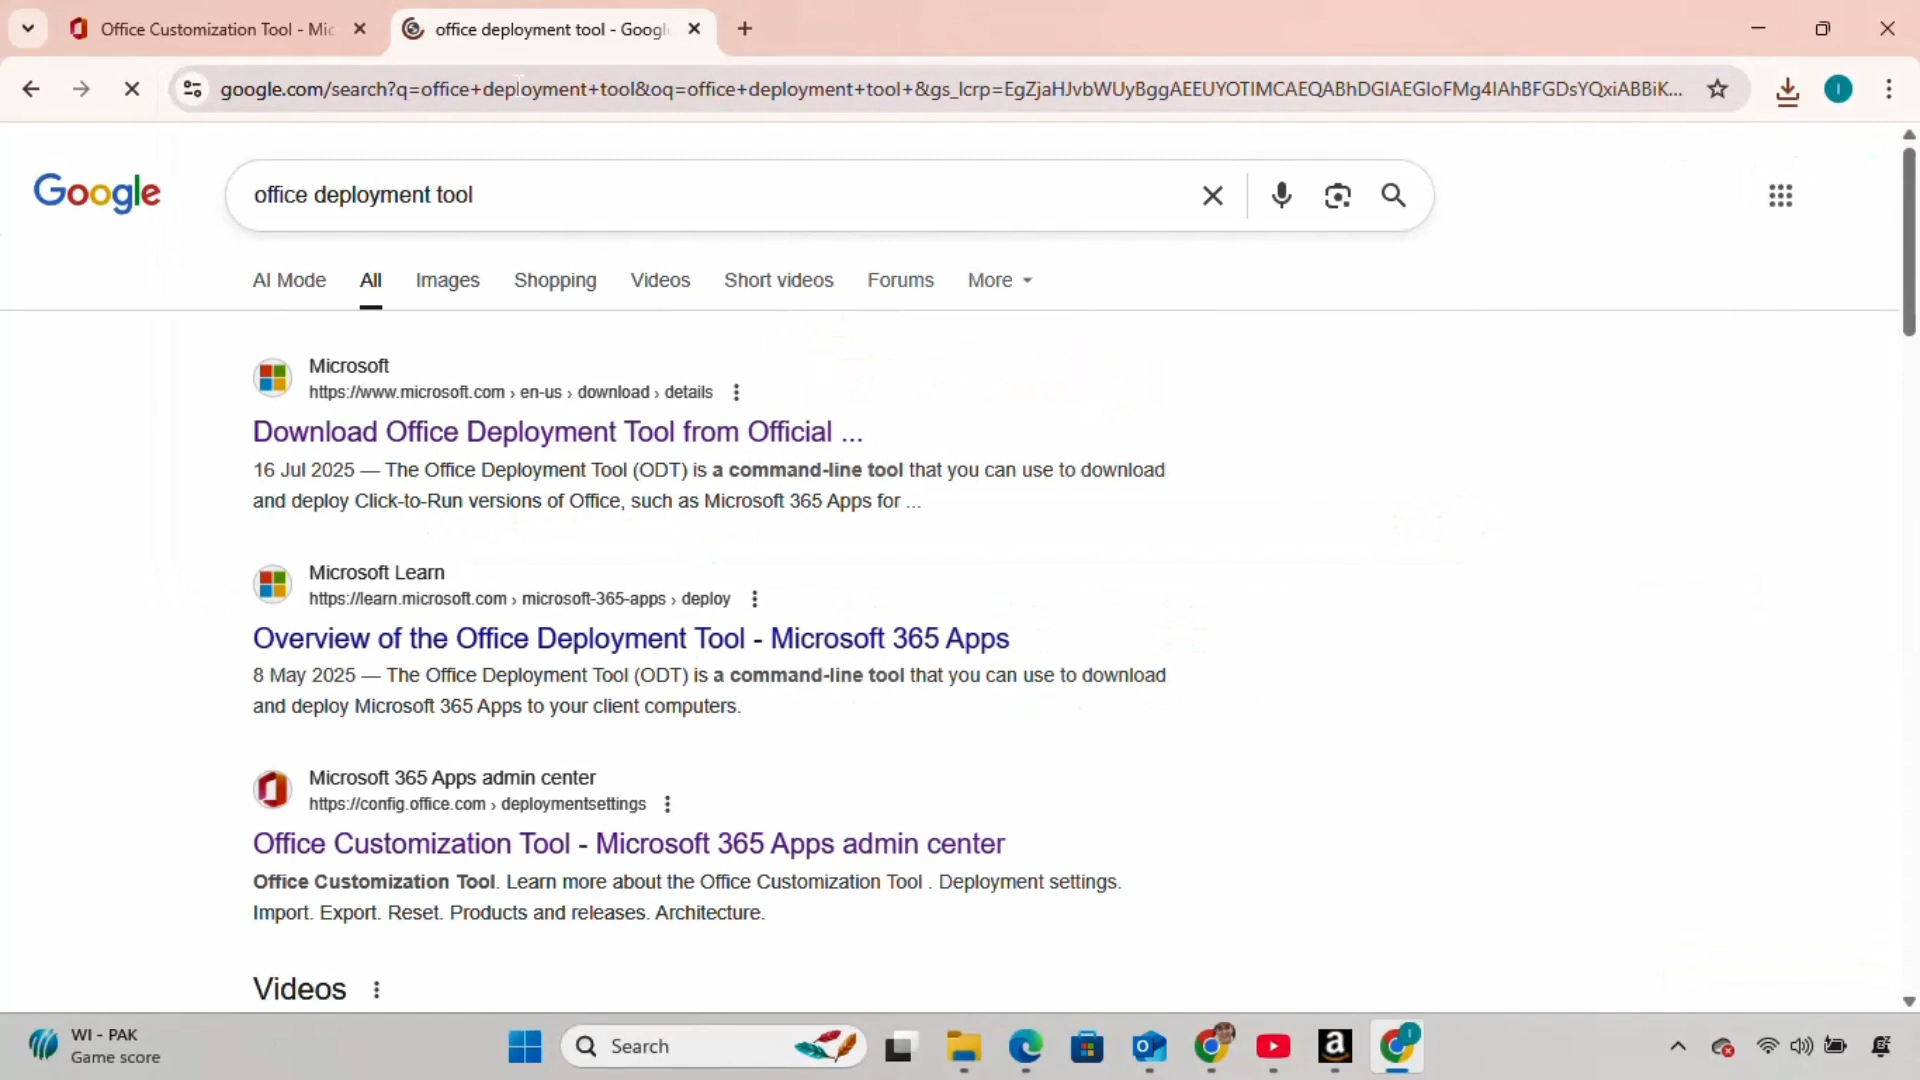 Office Customization Tool - Mic
office deployment tool - Googl
google.com/search?q=office+deployment+tool&oq=office+deployment+tool+&gs_lcrp=EgZjaHJvbWUyBggAEEUYOTIMCAEQABhDGIAEGIoFMg4IAhBFGDsYQxiABBiK...
I
Google
office deployment tool
AI Mode All Images Shopping Videos Short videos Forums More
Microsoft
https://www.microsoft.com › en-us › download › details
Download Office Deployment Tool from Official ...
16 Jul 2025 — The Office Deployment Tool (ODT) is a command-line tool that you can use to download
and deploy Click-to-Run versions of Office, such as Microsoft 365 Apps for ...
Microsoft Learn
https://learn.microsoft.com › microsoft-365-apps › deploy
Overview of the Office Deployment Tool - Microsoft 365 Apps
8 May 2025 — The Office Deployment Tool (ODT) is a command-line tool that you can use to download
and deploy Microsoft 365 Apps to your client computers.
Microsoft 365 Apps admin center
https://config.office.com › deploymentsettings
Office Customization Tool - Microsoft 365 Apps admin center
Office Customization Tool. Learn more about the Office Customization Tool . Deployment settings.
Import. Export. Reset. Products and releases. Architecture.
Videos
WI - PAK
Game score
Search